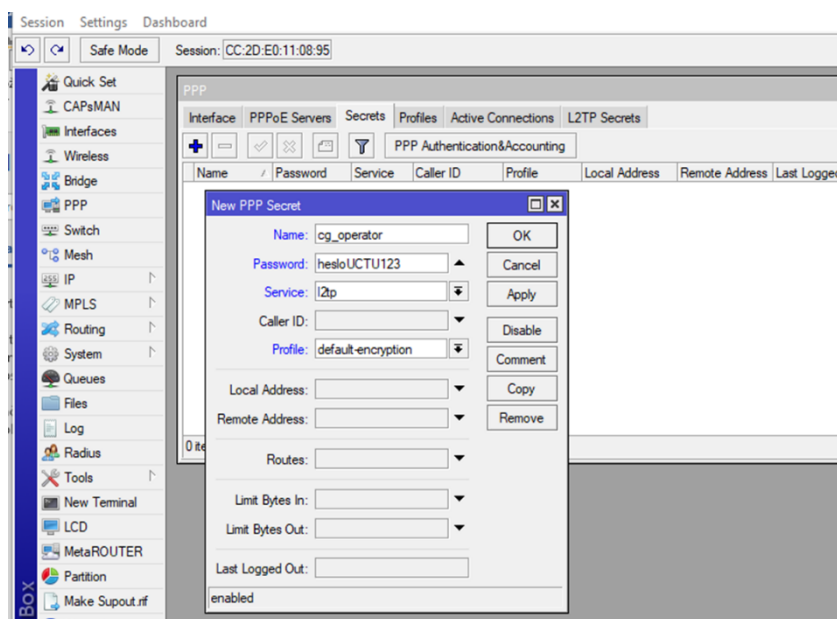 Session Settings Dashboard
Safe Mode Session: CC:2D:E0:11:08:95
Quick Set
CAPsMAN
Interfaces
Wireless
Bridge
PPP
Switch
Mesh
IP
MPLS
Routing
System
Queues
Files
Log
Radius
Tools
New Terminal
LCD
MetaROUTER
Partition
Make Supout.rif
Box
PPP
Interface PPPoE Servers Secrets Profiles Active Connections L2TP Secrets
PPP Authentication&Accounting
Name / Password Service Caller ID Profile Local Address Remote Address Last Logged
0 ite
New PPP Secret
Name: cg_operator OK
Password: hesloUCTU123 Cancel
Service: l2tp Apply
Caller ID: Disable
Profile: default-encryption Comment
Local Address: Copy
Remote Address: Remove
Routes:
Limit Bytes In:
Limit Bytes Out:
Last Logged Out:
enabled